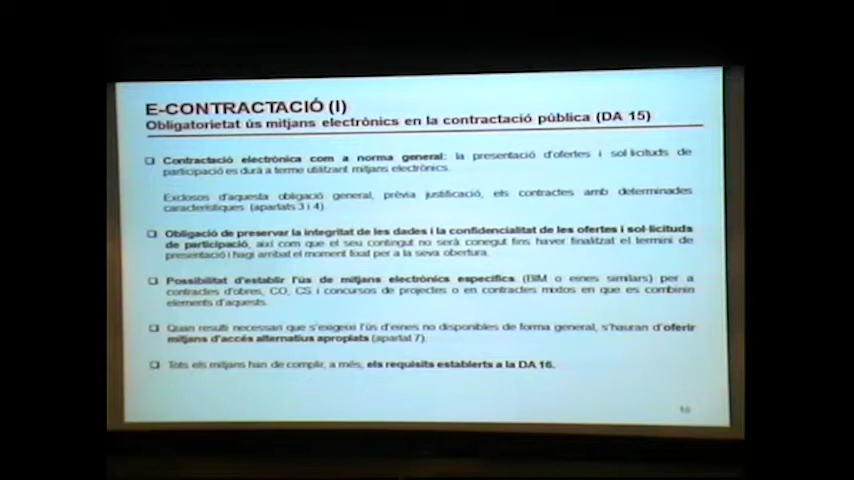 E-CONTRACTACIÓ (I)
Obligatorietat ús mitjans electrònics en la contractació pública (DA 15)
❑ Contractació electrònica com a norma general: la presentació d'ofertes i sol·licituds de
participació es durà a terme utilitzant mitjans electrònics.
Exclosos d'aquesta obligació general, prèvia justificació, els contractes amb determinades
característiques (apartats 3 i 4).
❑ Obligació de preservar la integritat de les dades i la confidencialitat de les ofertes i sol·licituds
de participació, així com que el seu contingut no serà conegut fins haver finalitzat el termini de
presentació i hagi arribat el moment fixat per a la seva obertura.
❑ Possibilitat d'establir l'ús de mitjans electrònics específics (BIM o eines similars) per a
contractes d'obres, CO, CS i concursos de projectes o en contractes mixtos en que es combinin
elements d'aquests.
❑ Quan resulti necessari que s'exigeixi l'ús d'eines no disponibles de forma general, s'hauran d'oferir
mitjans d'accés alternatius apropiats (apartat 7).
❑ Tots els mitjans han de complir, a més, els requisits establerts a la DA 16.